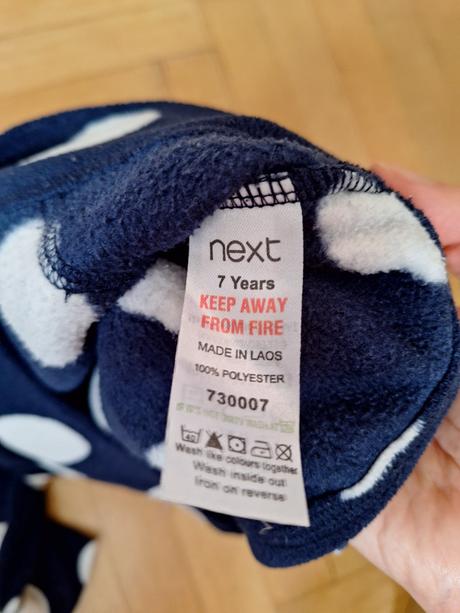 next
7 Years
KEEP AWAY
FROM FIRE
MADE IN LAOS
100% POLYESTER
730007
40
Wash like colours together
Wash inside out
Iron on reverse